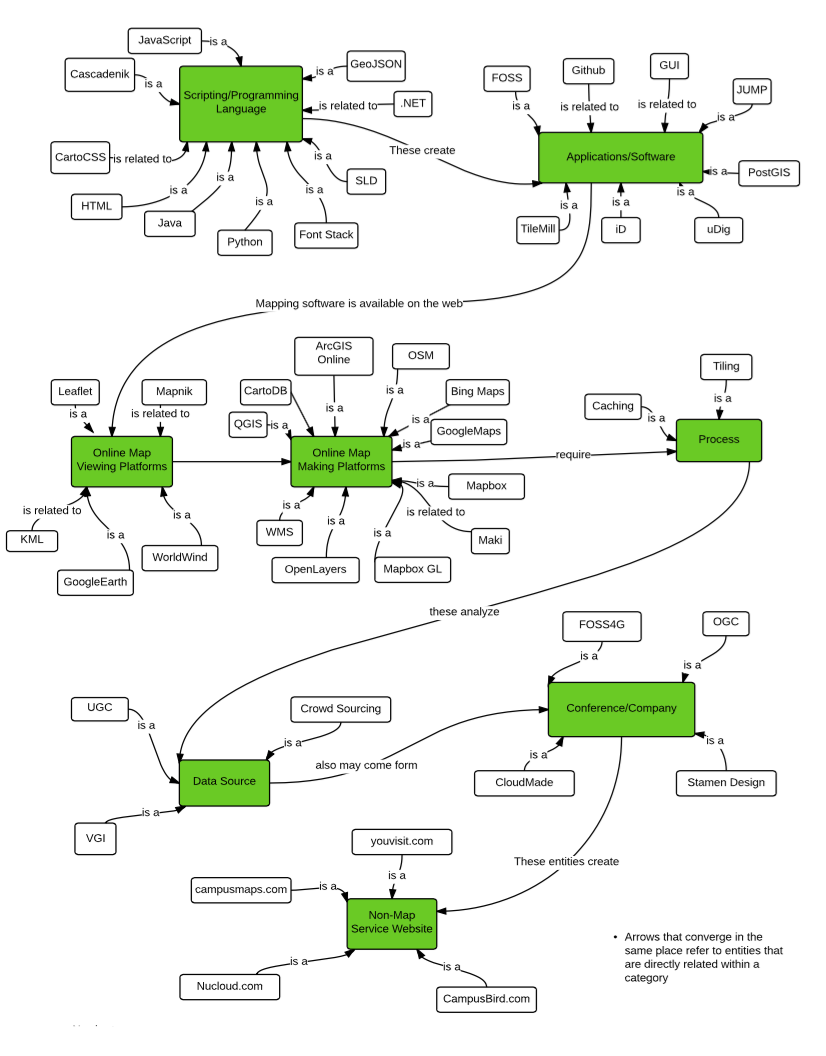 JavaScript
is a
Cascadenik
is a
GeoJSON
is a
Scripting/Programming
Language
is related to
.NET
CartoCSS
is related to
is a
SLD
is a
HTML
is a
Java
is a
Python
is a
Font Stack
These create
FOSS
is a
Github
is related to
GUI
is related to
JUMP
is a
Applications/Software
is a
PostGIS
is a
TileMill
is a
iD
is a
uDig
Mapping software is available on the web
Leaflet
is a
Mapnik
is related to
Online Map
Viewing Platforms
is related to
KML
is a
GoogleEarth
is a
WorldWind
ArcGIS
Online
is a
OSM
is a
CartoDB
Bing Maps
is a
QGIS
is a
GoogleMaps
is a
Online Map
Making Platforms
is a
Mapbox
is related to
Maki
is a
WMS
is a
OpenLayers
is a
Mapbox GL
require
Tiling
is a
Caching
is a
Process
these analyze
FOSS4G
is a
OGC
is a
Conference/Company
is a
CloudMade
is a
Stamen Design
UGC
is a
Crowd Sourcing
is a
Data Source
is a
VGI
also may come form
These entities create
youvisit.com
is a
campusmaps.com
is a
Non-Map
Service Website
is a
Nucloud.com
is a
CampusBird.com
• Arrows that converge in the
same place refer to entities that
are directly related within a
category